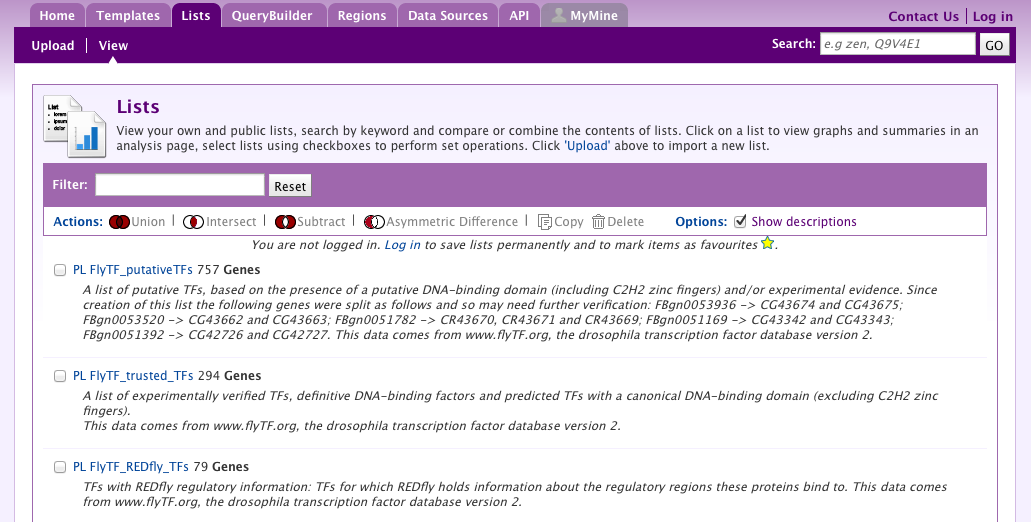 Home Templates Lists QueryBuilder Regions Data Sources API MyMine
Contact Us | Log in
Upload | View
Search: e.g zen, Q9V4E1 GO
List
lorem
ipsum
dolor
Lists
View your own and public lists, search by keyword and compare or combine the contents of lists. Click on a list to view graphs and summaries in an
analysis page, select lists using checkboxes to perform set operations. Click 'Upload' above to import a new list.
Filter: Reset
Actions: Union | Intersect | Subtract | Asymmetric Difference | Copy Delete Options: Show descriptions
You are not logged in. Log in to save lists permanently and to mark items as favourites .
PL FlyTF_putativeTFs 757 Genes
A list of putative TFs, based on the presence of a putative DNA-binding domain (including C2H2 zinc fingers) and/or experimental evidence. Since
creation of this list the following genes were split as follows and so may need further verification: FBgn0053936 -> CG43674 and CG43675;
FBgn0053520 -> CG43662 and CG43663; FBgn0051782 -> CR43670, CR43671 and CR43669; FBgn0051169 -> CG43342 and CG43343;
FBgn0051392 -> CG42726 and CG42727. This data comes from www.flyTF.org, the drosophila transcription factor database version 2.
PL FlyTF_trusted_TFs 294 Genes
A list of experimentally verified TFs, definitive DNA-binding factors and predicted TFs with a canonical DNA-binding domain (excluding C2H2 zinc
fingers).
This data comes from www.flyTF.org, the drosophila transcription factor database version 2.
PL FlyTF_REDfly_TFs 79 Genes
TFs with REDfly regulatory information: TFs for which REDfly holds information about the regulatory regions these proteins bind to. This data comes
from www.flyTF.org, the drosophila transcription factor database version 2.